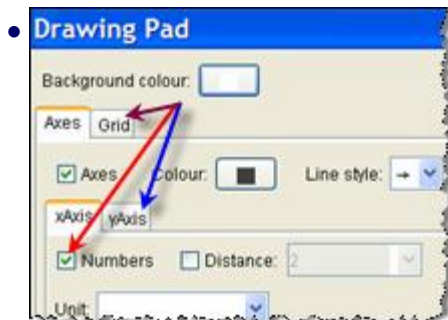 Drawing Pad
Background colour:
Axes Grid
Axes Colour: Line style:
xAxis yAxis
Numbers Distance: 2
Unit: